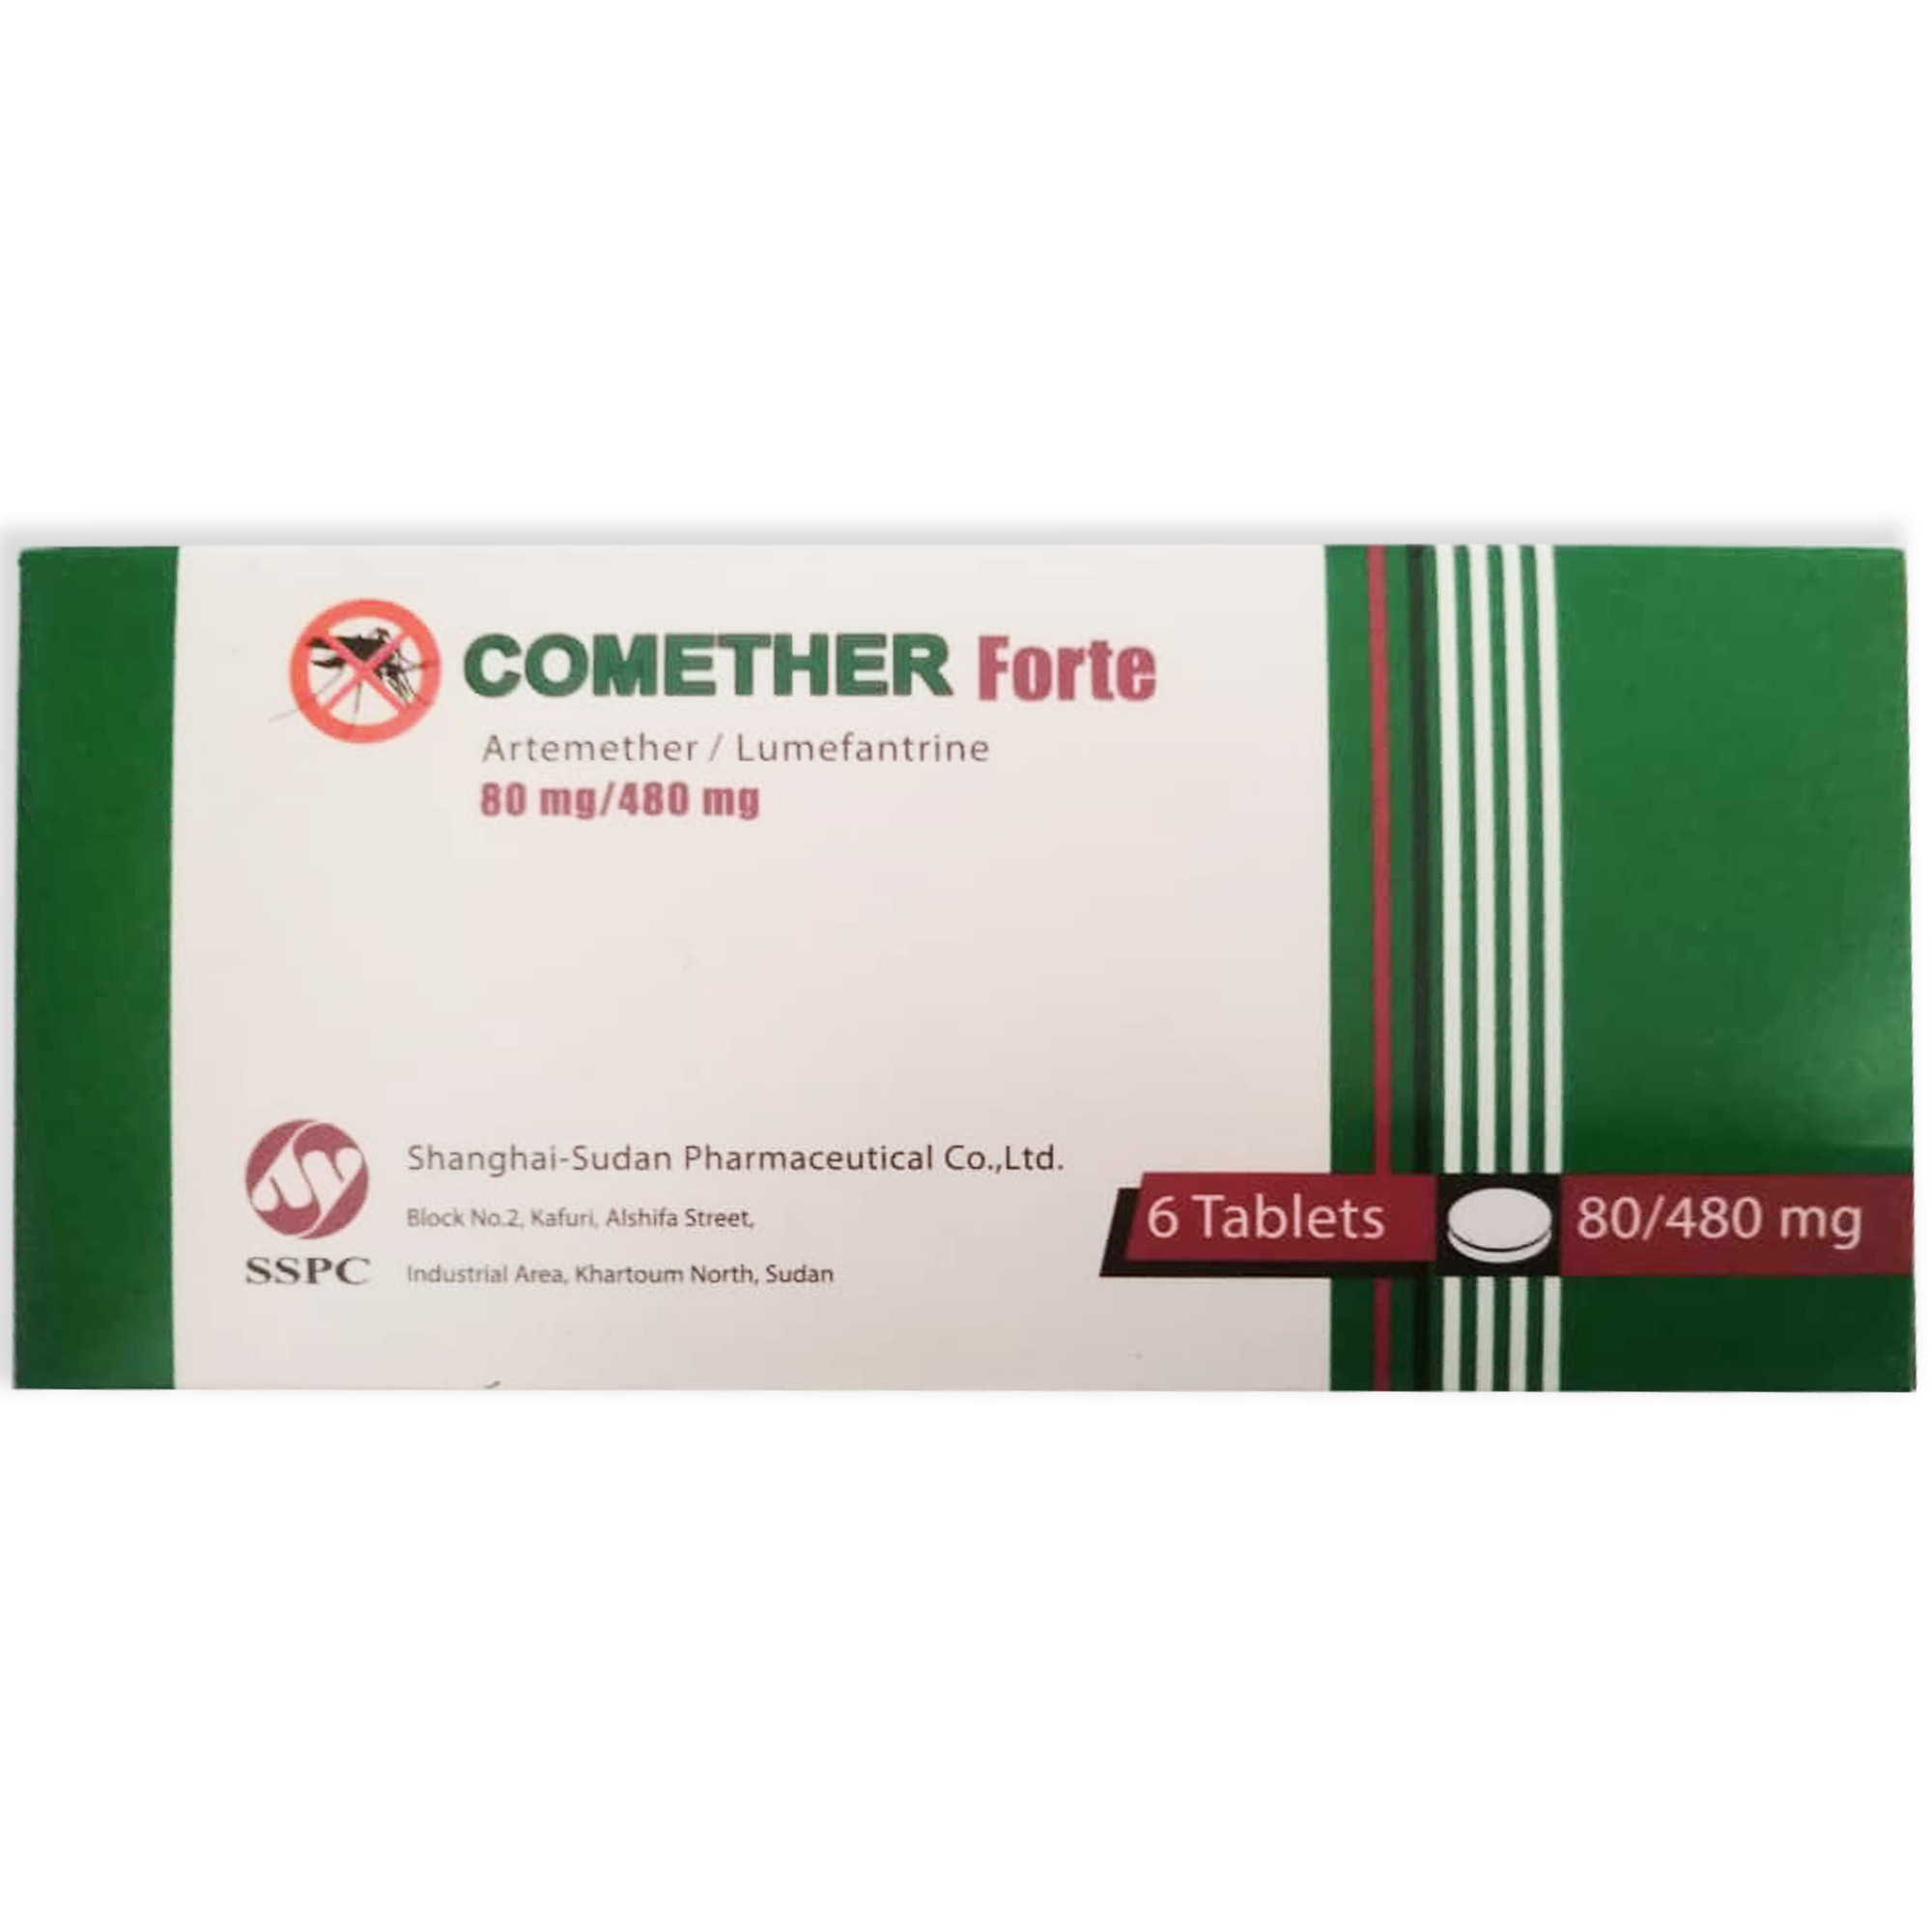 COMETHER Forte
Artemether / Lumefantrine
80 mg/480 mg
Shanghai-Sudan Pharmaceutical Co.,Ltd.
Block No.2, Kafuri, Alshifa Street,
SSPC Industrial Area, Khartoum North, Sudan
6 Tablets 80/480 mg